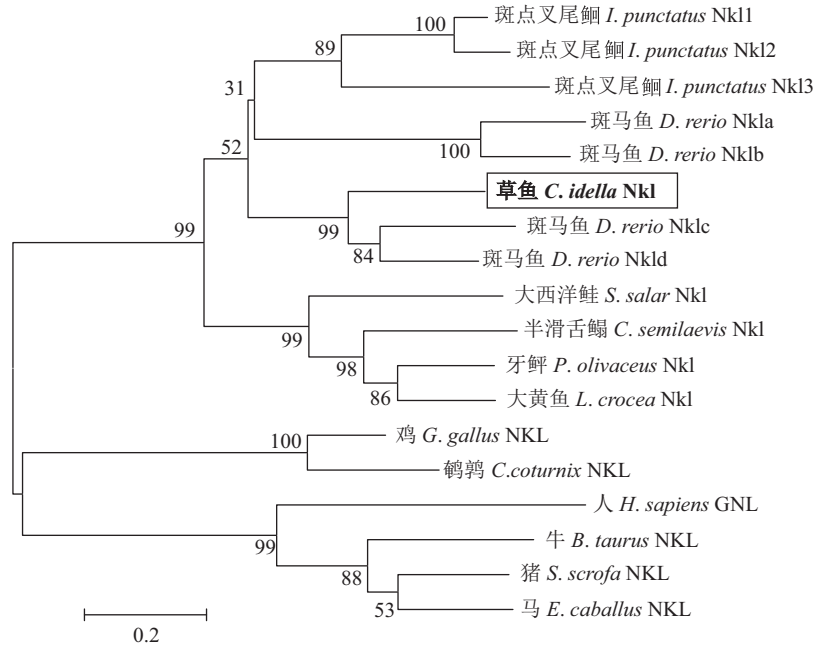 斑点叉尾鮰 I. punctatus Nkl1
100
斑点叉尾鮰 I. punctatus Nkl2
89
斑点叉尾鮰 I. punctatus Nkl3
31
斑马鱼 D. rerio Nkla
52
100
斑马鱼 D. rerio Nklb
草鱼 C. idella Nkl
99
斑马鱼 D. rerio Nklc
99
84
斑马鱼 D. rerio Nkld
大西洋鲑 S. salar Nkl
99
半滑舌鳎 C. semilaevis Nkl
98
牙鲆 P. olivaceus Nkl
86
大黄鱼 L. crocea Nkl
鸡 G. gallus NKL
100
鹌鹑 C.coturnix NKL
人 H. sapiens GNL
99
牛 B. taurus NKL
88
猪 S. scrofa NKL
53
马 E. caballus NKL
0.2